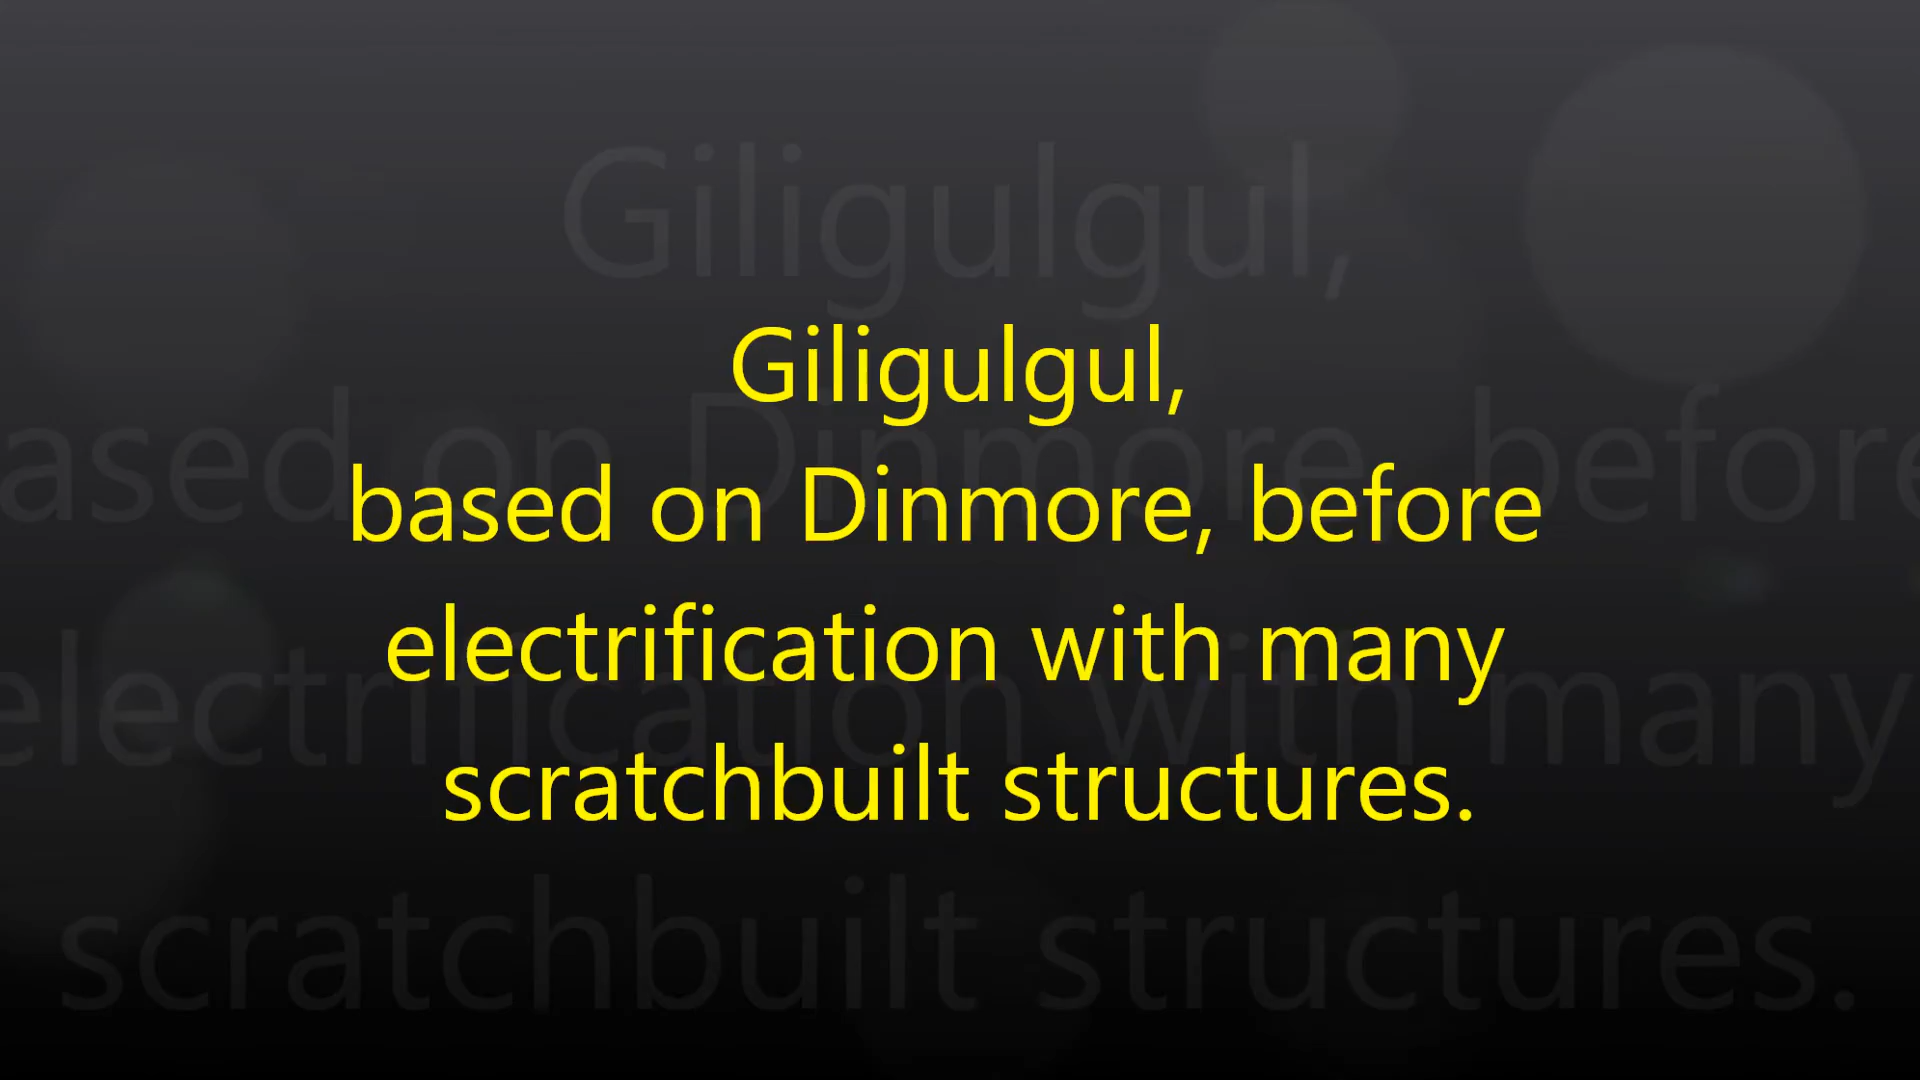 Giligulgul,
based on Dinmore, before
electrification with many
scratchbuilt structures.